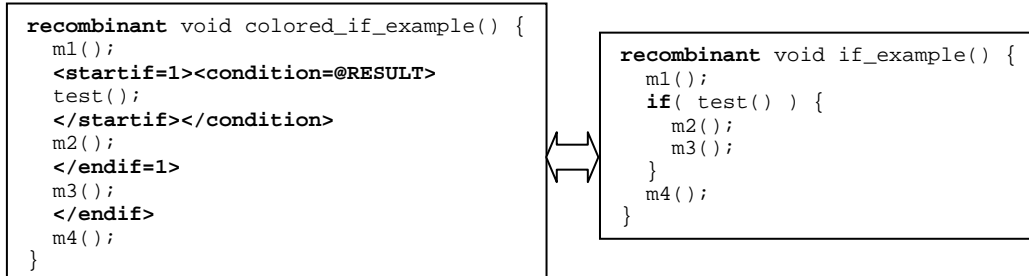 recombinant void colored_if_example() {
m1();
<startif=1><condition=@RESULT>
test();
</startif></condition>
m2();
</endif=1>
m3();
</endif>
m4();
}
recombinant void if_example() {
m1();
if( test() ) {
m2();
m3();
}
m4();
}